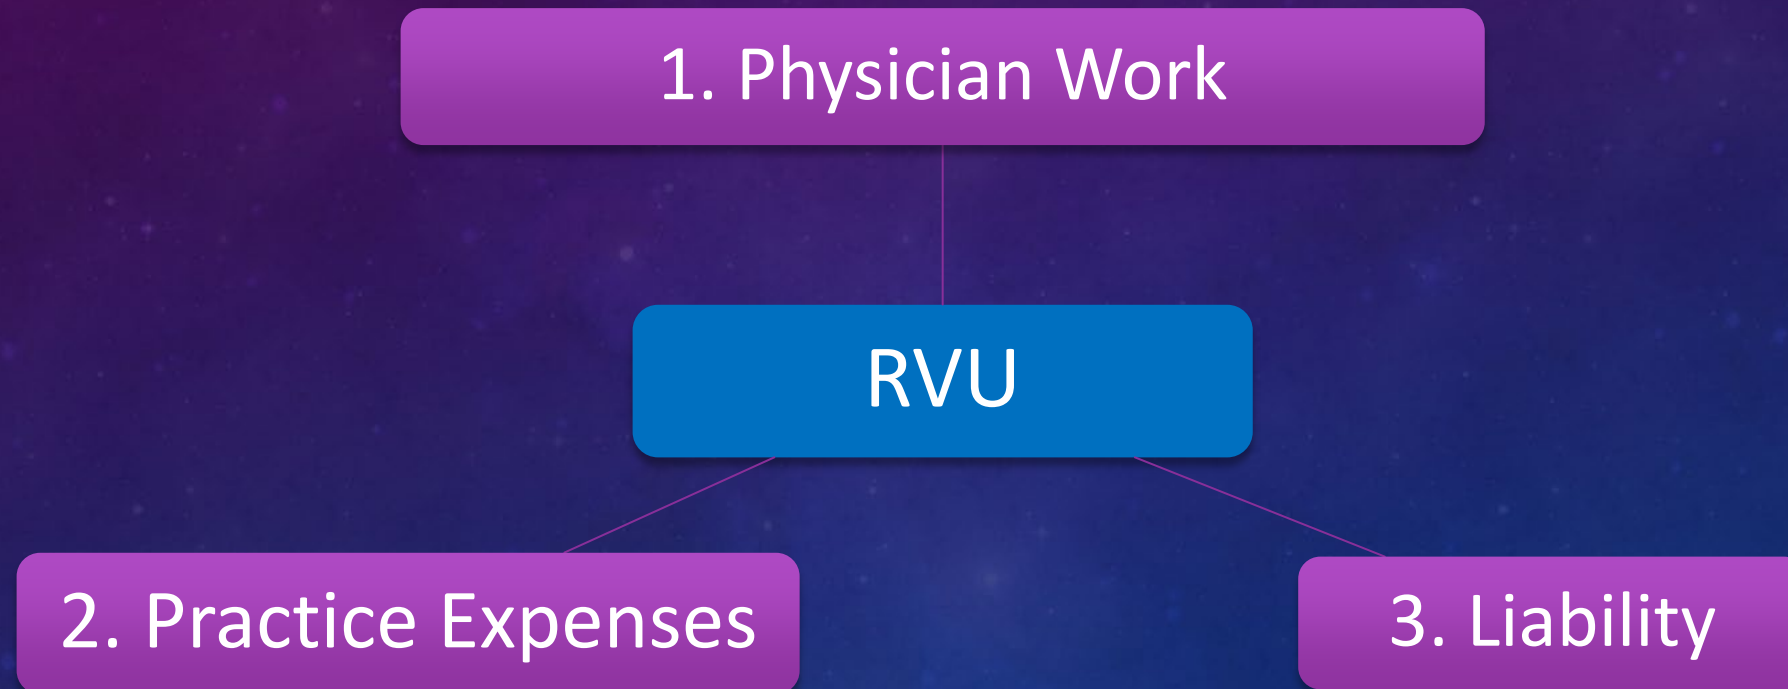 1. Physician Work
RVU
2. Practice Expenses
3. Liability